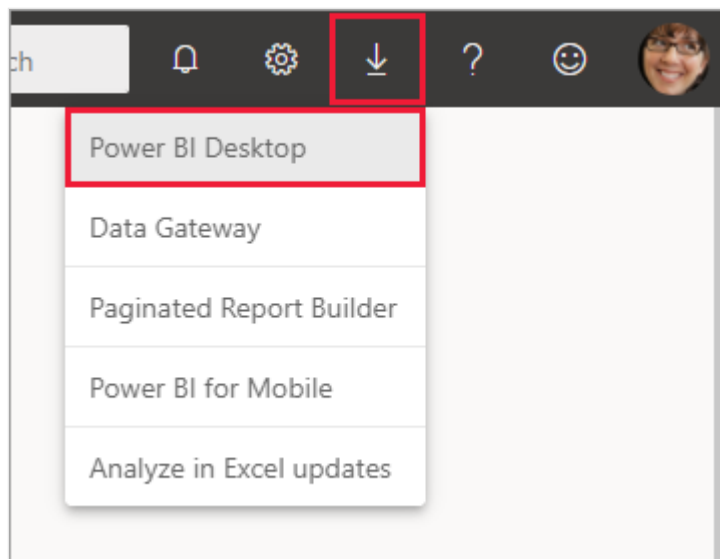 ch
Power BI Desktop
Data Gateway
Paginated Report Builder
Power BI for Mobile
Analyze in Excel updates